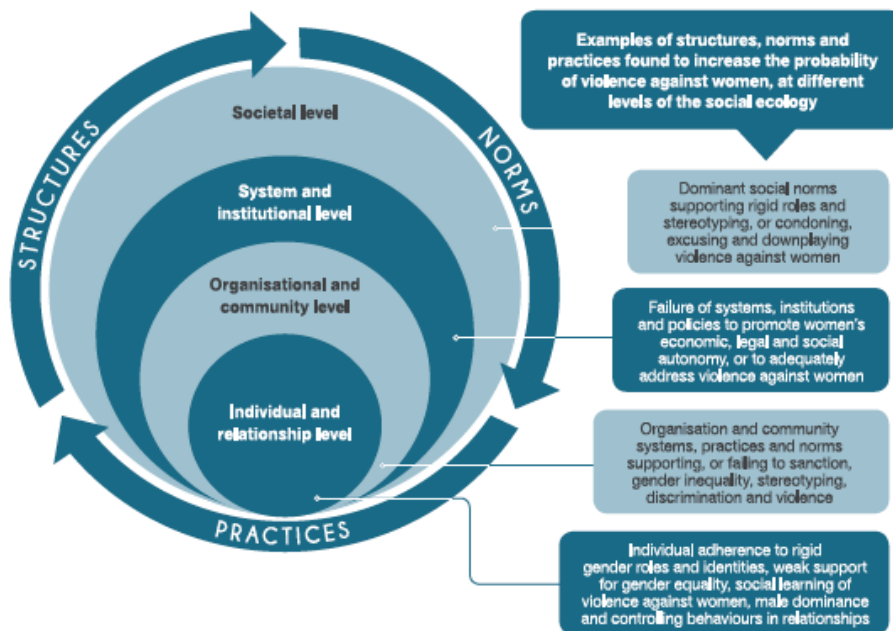 STRUCTURES
NORMS
PRACTICES
Societal level
System and
institutional level
Organisational and
community level
Individual and
relationship level
Examples of structures, norms and
practices found to increase the probability
of violence against women, at different
levels of the social ecology
Dominant social norms
supporting rigid roles and
stereotyping, or condoning,
excusing and downplaying
violence against women
Failure of systems, institutions
and policies to promote women's
economic, legal and social
autonomy, or to adequately
address violence against women
Organisation and community
systems, practices and norms
supporting, or failing to sanction,
gender inequality, stereotyping,
discrimination and violence
Individual adherence to rigid
gender roles and identities, weak support
for gender equality, social learning of
violence against women, male dominance
and controlling behaviours in relationships